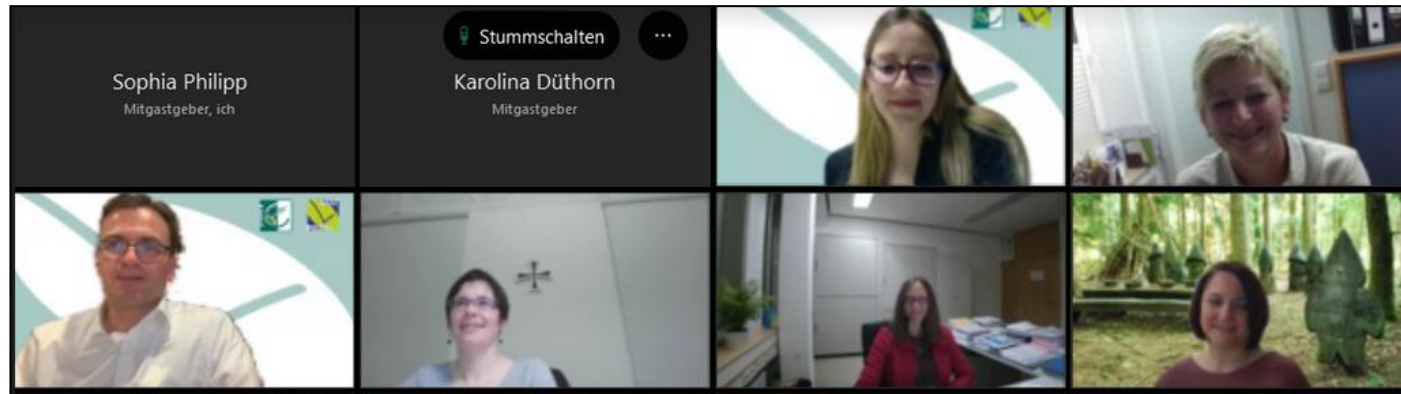 Sophia Philipp
Mitgastgeber, ich
Stummschalten
...
Karolina Düthorn
Mitgastgeber